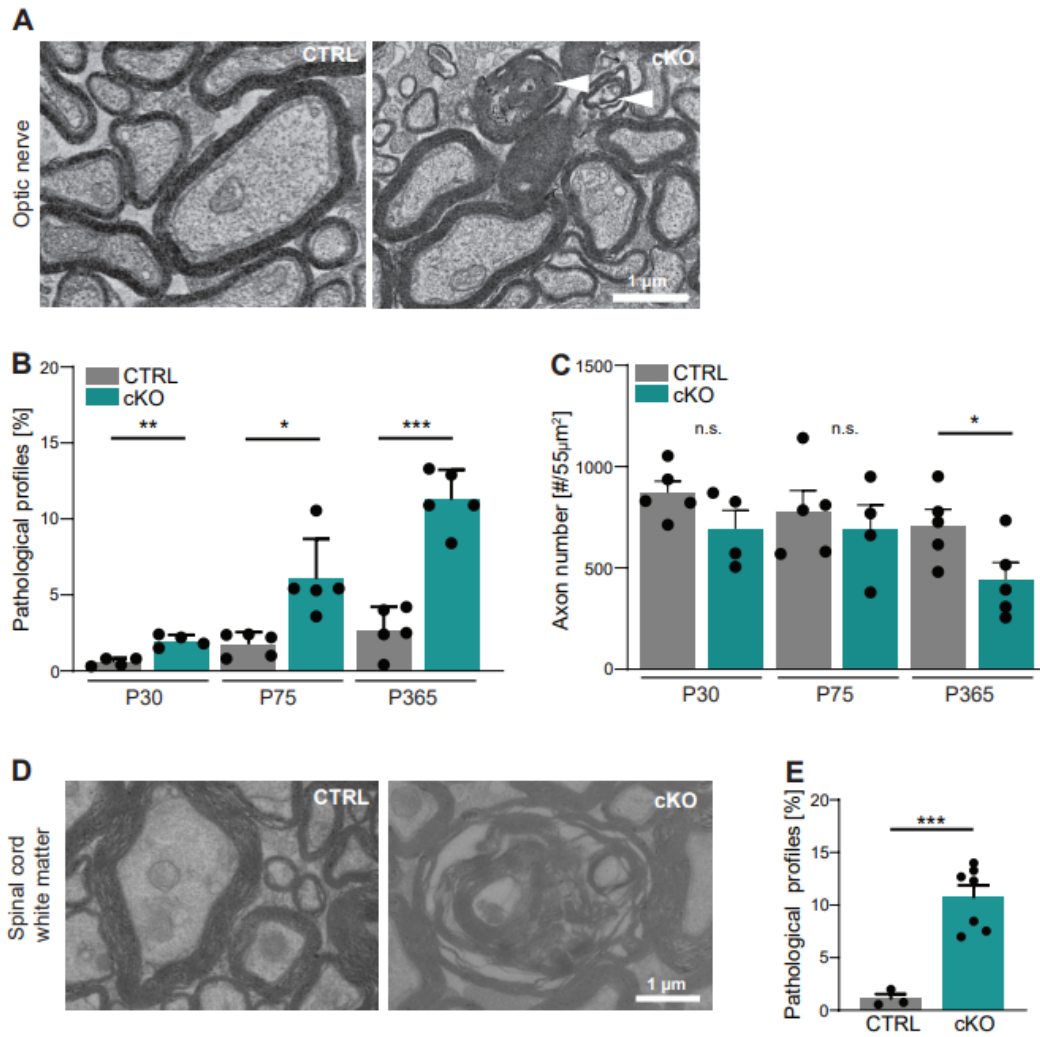 A
CTRL
cKO
Optic nerve
1 µm
B
20
15
10
5
0
Pathological profiles [%]
CTRL
cKO
**
*
***
P30
P75
P365
C
1500
1000
500
0
Axon number [#/55µm²]
CTRL
cKO
n.s.
n.s.
*
P30
P75
P365
D
CTRL
cKO
Spinal cord
white matter
1 µm
E
20
15
10
5
0
Pathological profiles [%]
***
CTRL
cKO